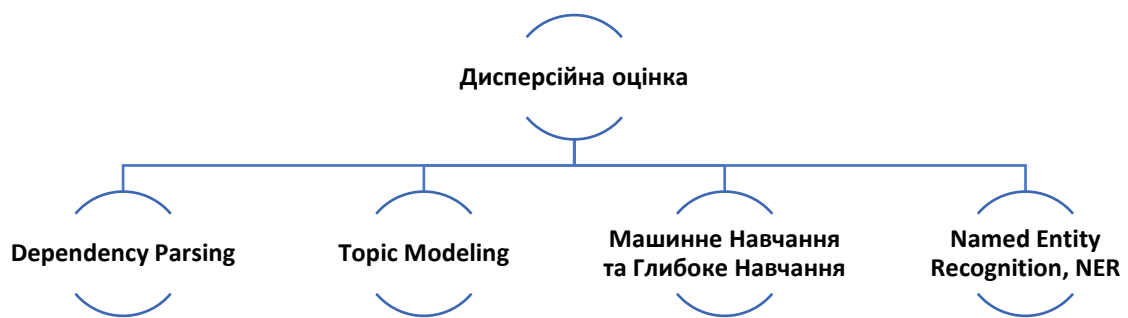 Дисперсійна оцінка
Dependency Parsing
Topic Modeling
Машинне Навчання
та Глибоке Навчання
Named Entity
Recognition, NER